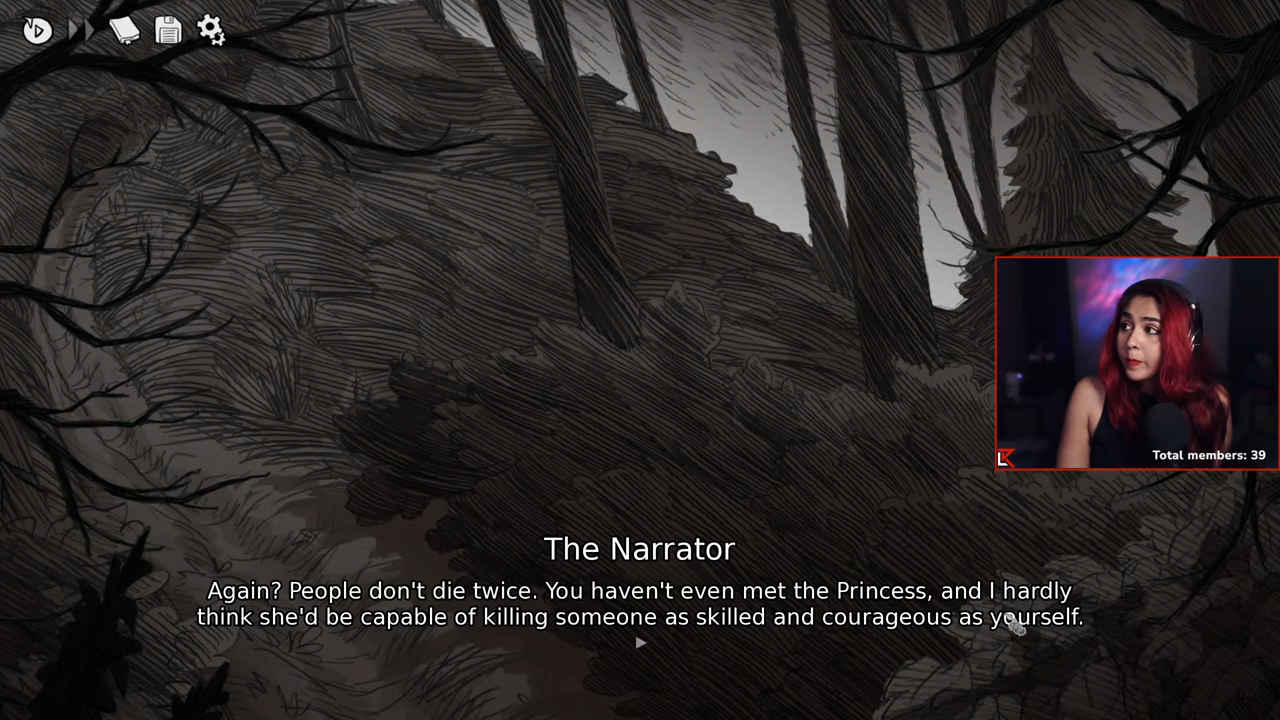 The Narrator
Again? People don't die twice. You haven't even met the Princess, and I hardly
think she'd be capable of killing someone as skilled and courageous as yourself.
Total members: 39